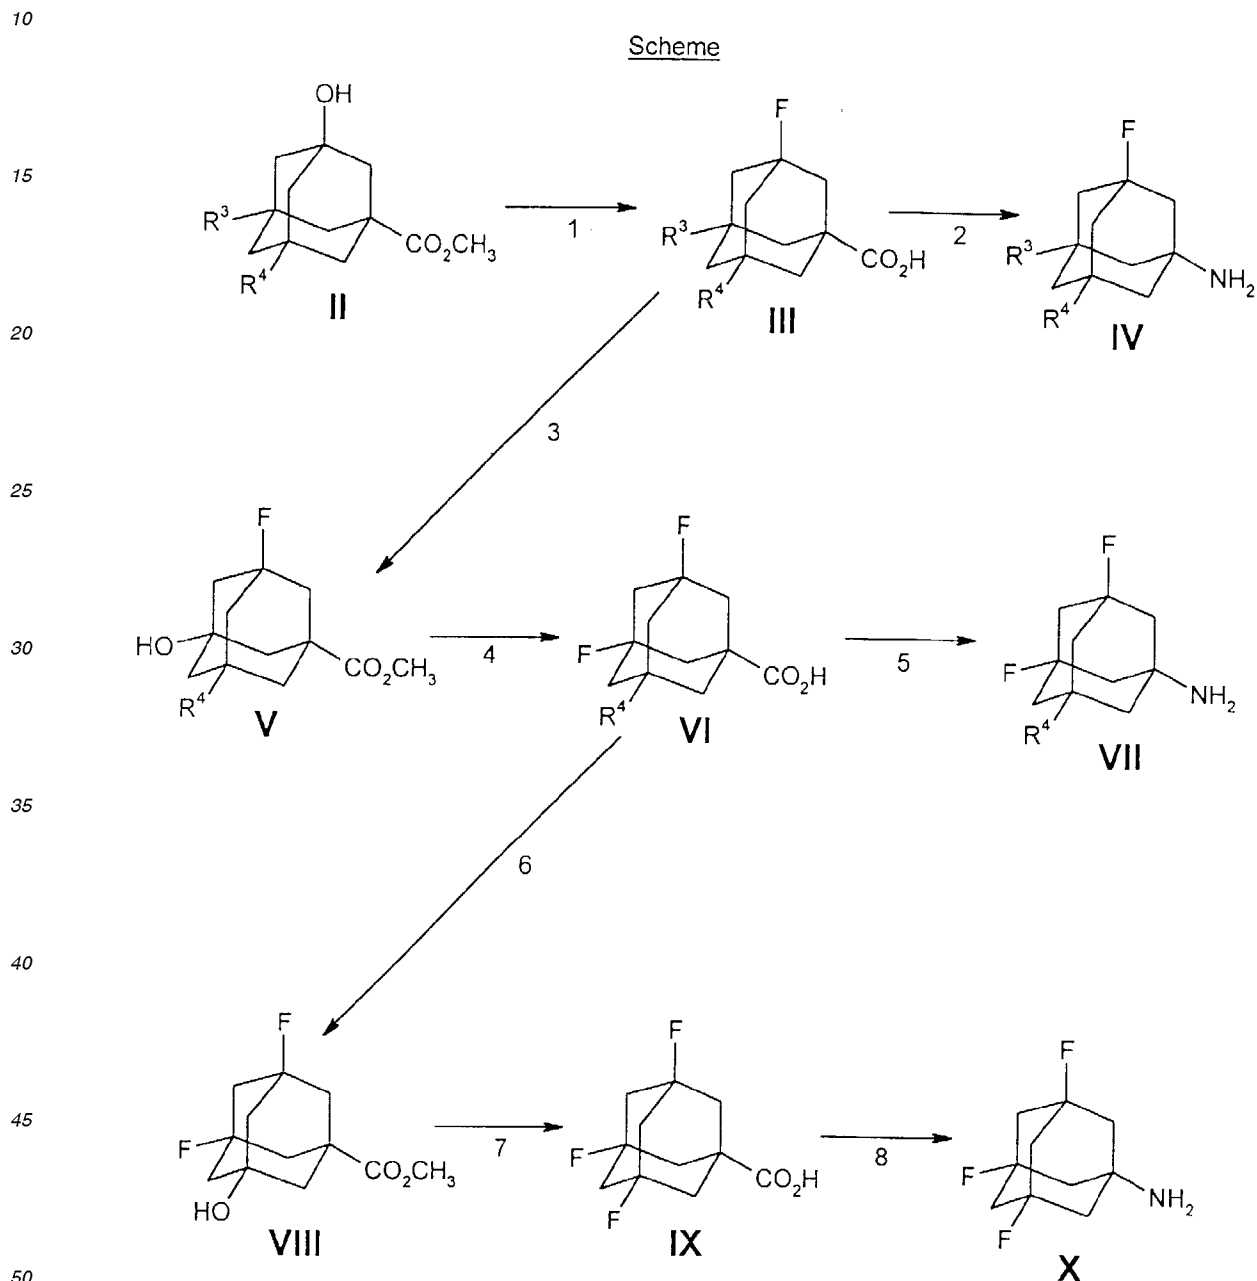 10
Scheme
OH
F
F
15
R³
CO₂CH₃
R⁴
II
1
R³
CO₂H
R⁴
III
2
R³
NH₂
R⁴
IV
20
3
25
F
F
F
30
HO
CO₂CH₃
R⁴
V
4
F
CO₂H
R⁴
VI
5
F
NH₂
R⁴
VII
35
6
40
F
F
F
45
F
CO₂CH₃
HO
VIII
7
F
CO₂H
F
IX
8
F
NH₂
F
X
50